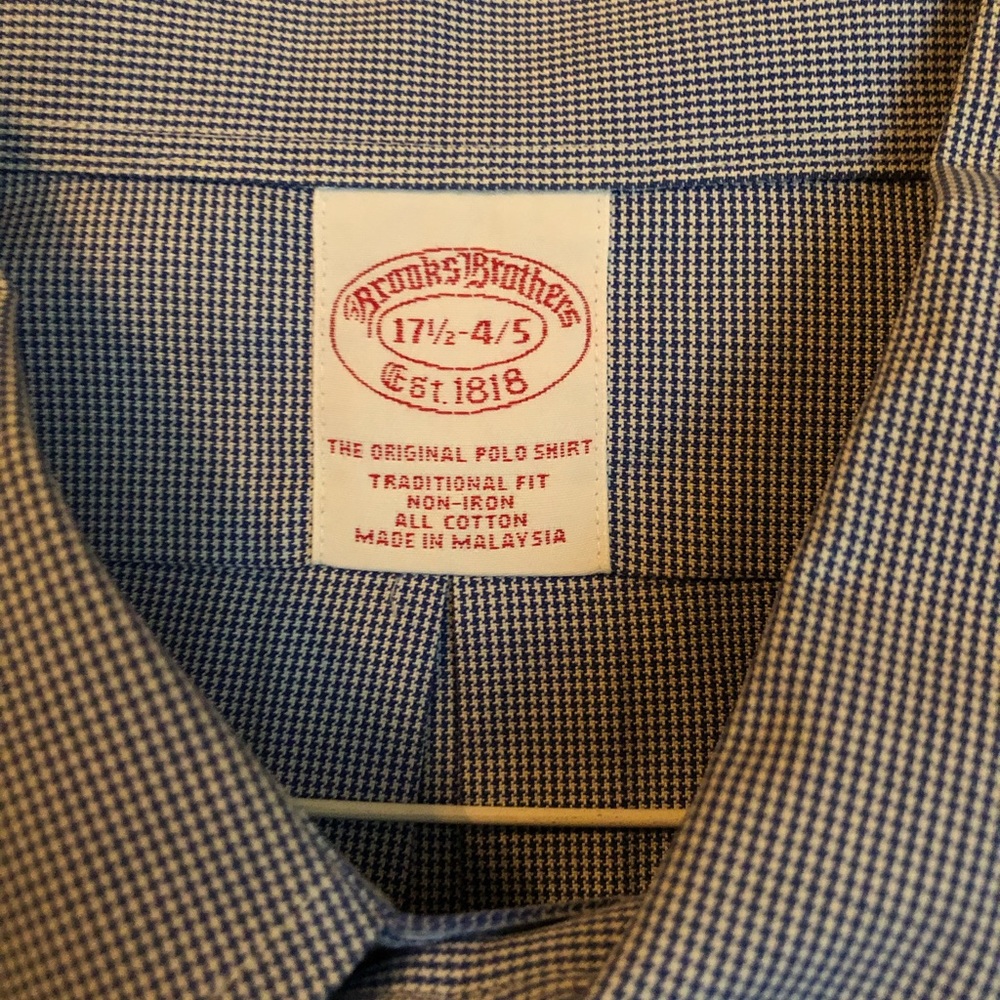 Brooks Brothers
17½-4/5
Est. 1818
THE ORIGINAL POLO SHIRT
TRADITIONAL FIT
NON-IRON
ALL COTTON
MADE IN MALAYSIA